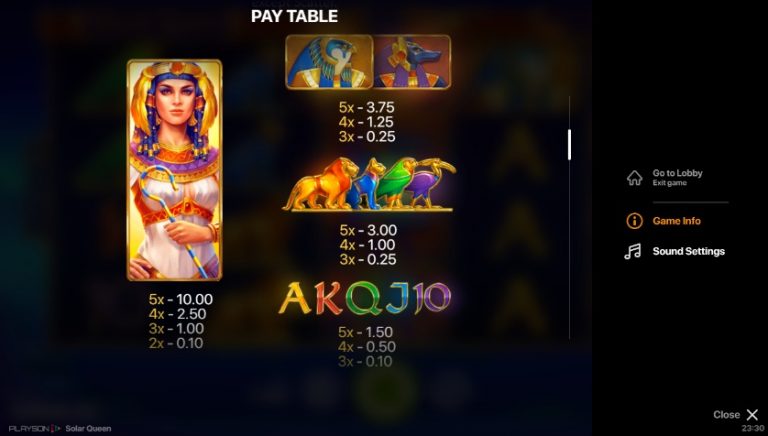 PAY TABLE
5x - 3.75
4x - 1.25
3x - 0.25
5x - 3.00
4x - 1.00
3x - 0.25
5x - 10.00
4x - 2.50
3x - 1.00
2x - 0.10
AKQJ10
5x - 1.50
4x - 0.50
3x - 0.10
Go to Lobby
Exit game
Game Info
Sound Settings
Close
PLAYSON Solar Queen
23:30